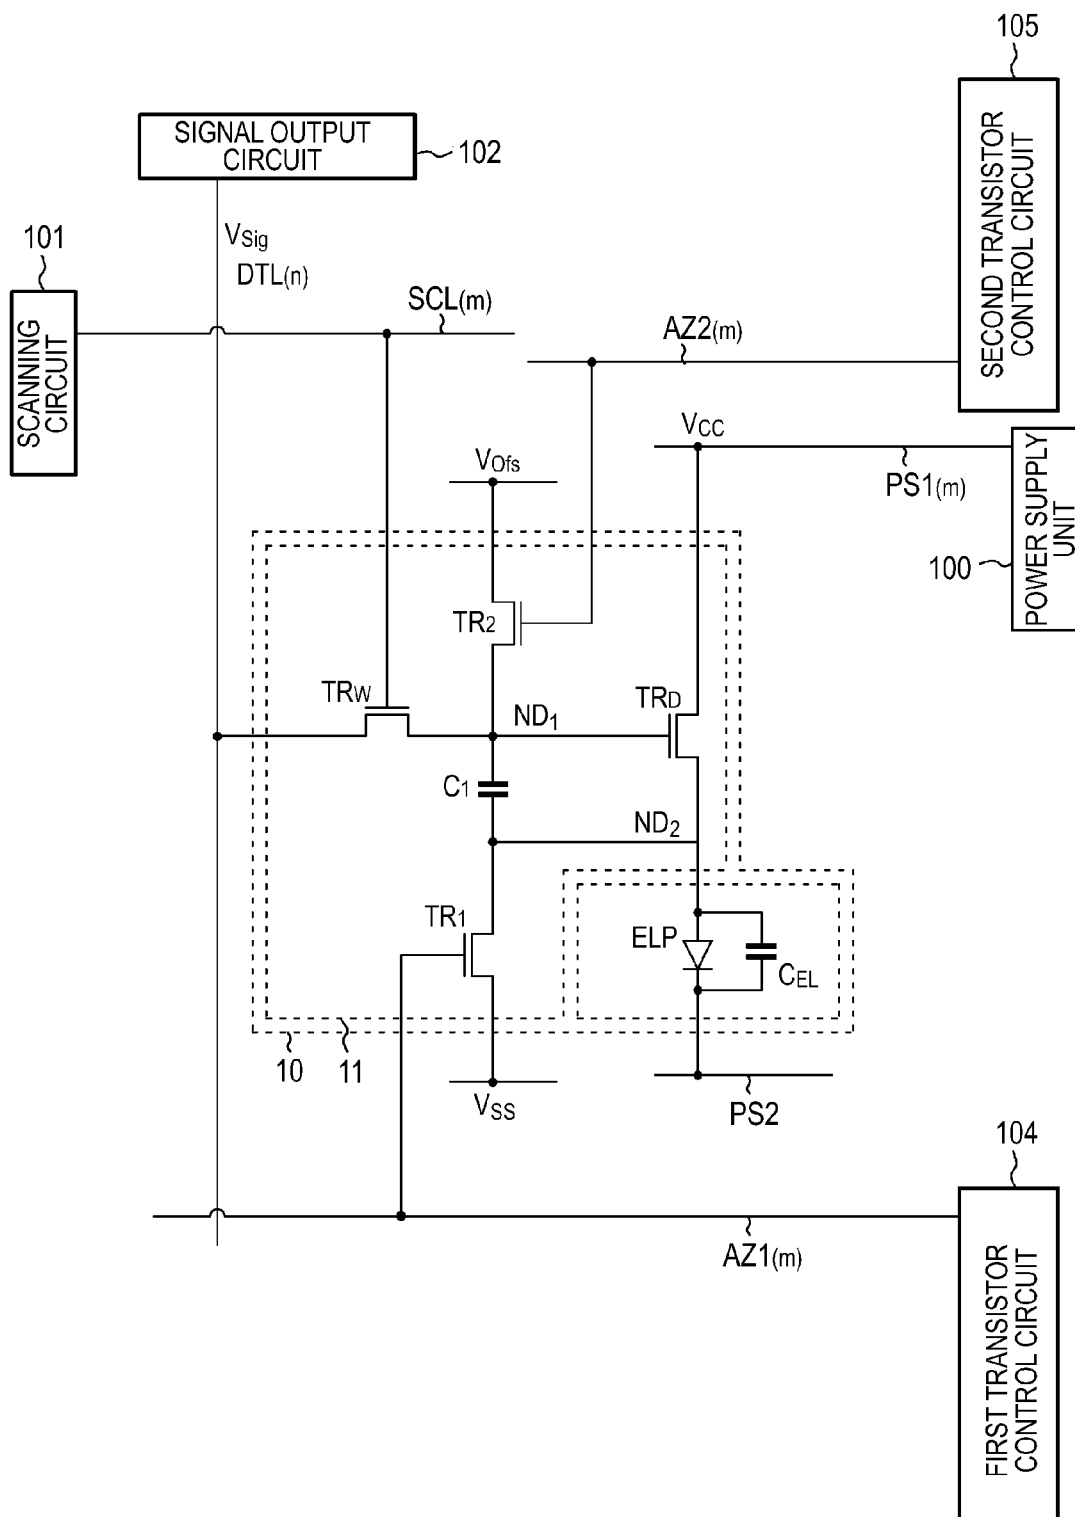 105
SECOND TRANSISTOR
CONTROL CIRCUIT
SIGNAL OUTPUT
CIRCUIT
102
101
SCANNING
CIRCUIT
VSig
DTL(n)
SCL(m)
AZ2(m)
VCC
PS1(m)
POWER SUPPLY
UNIT
100
VOfs
TR2
TRW
ND1
TRD
C1
ND2
TR1
ELP
CEL
10
11
VSS
PS2
104
AZ1(m)
FIRST TRANSISTOR
CONTROL CIRCUIT